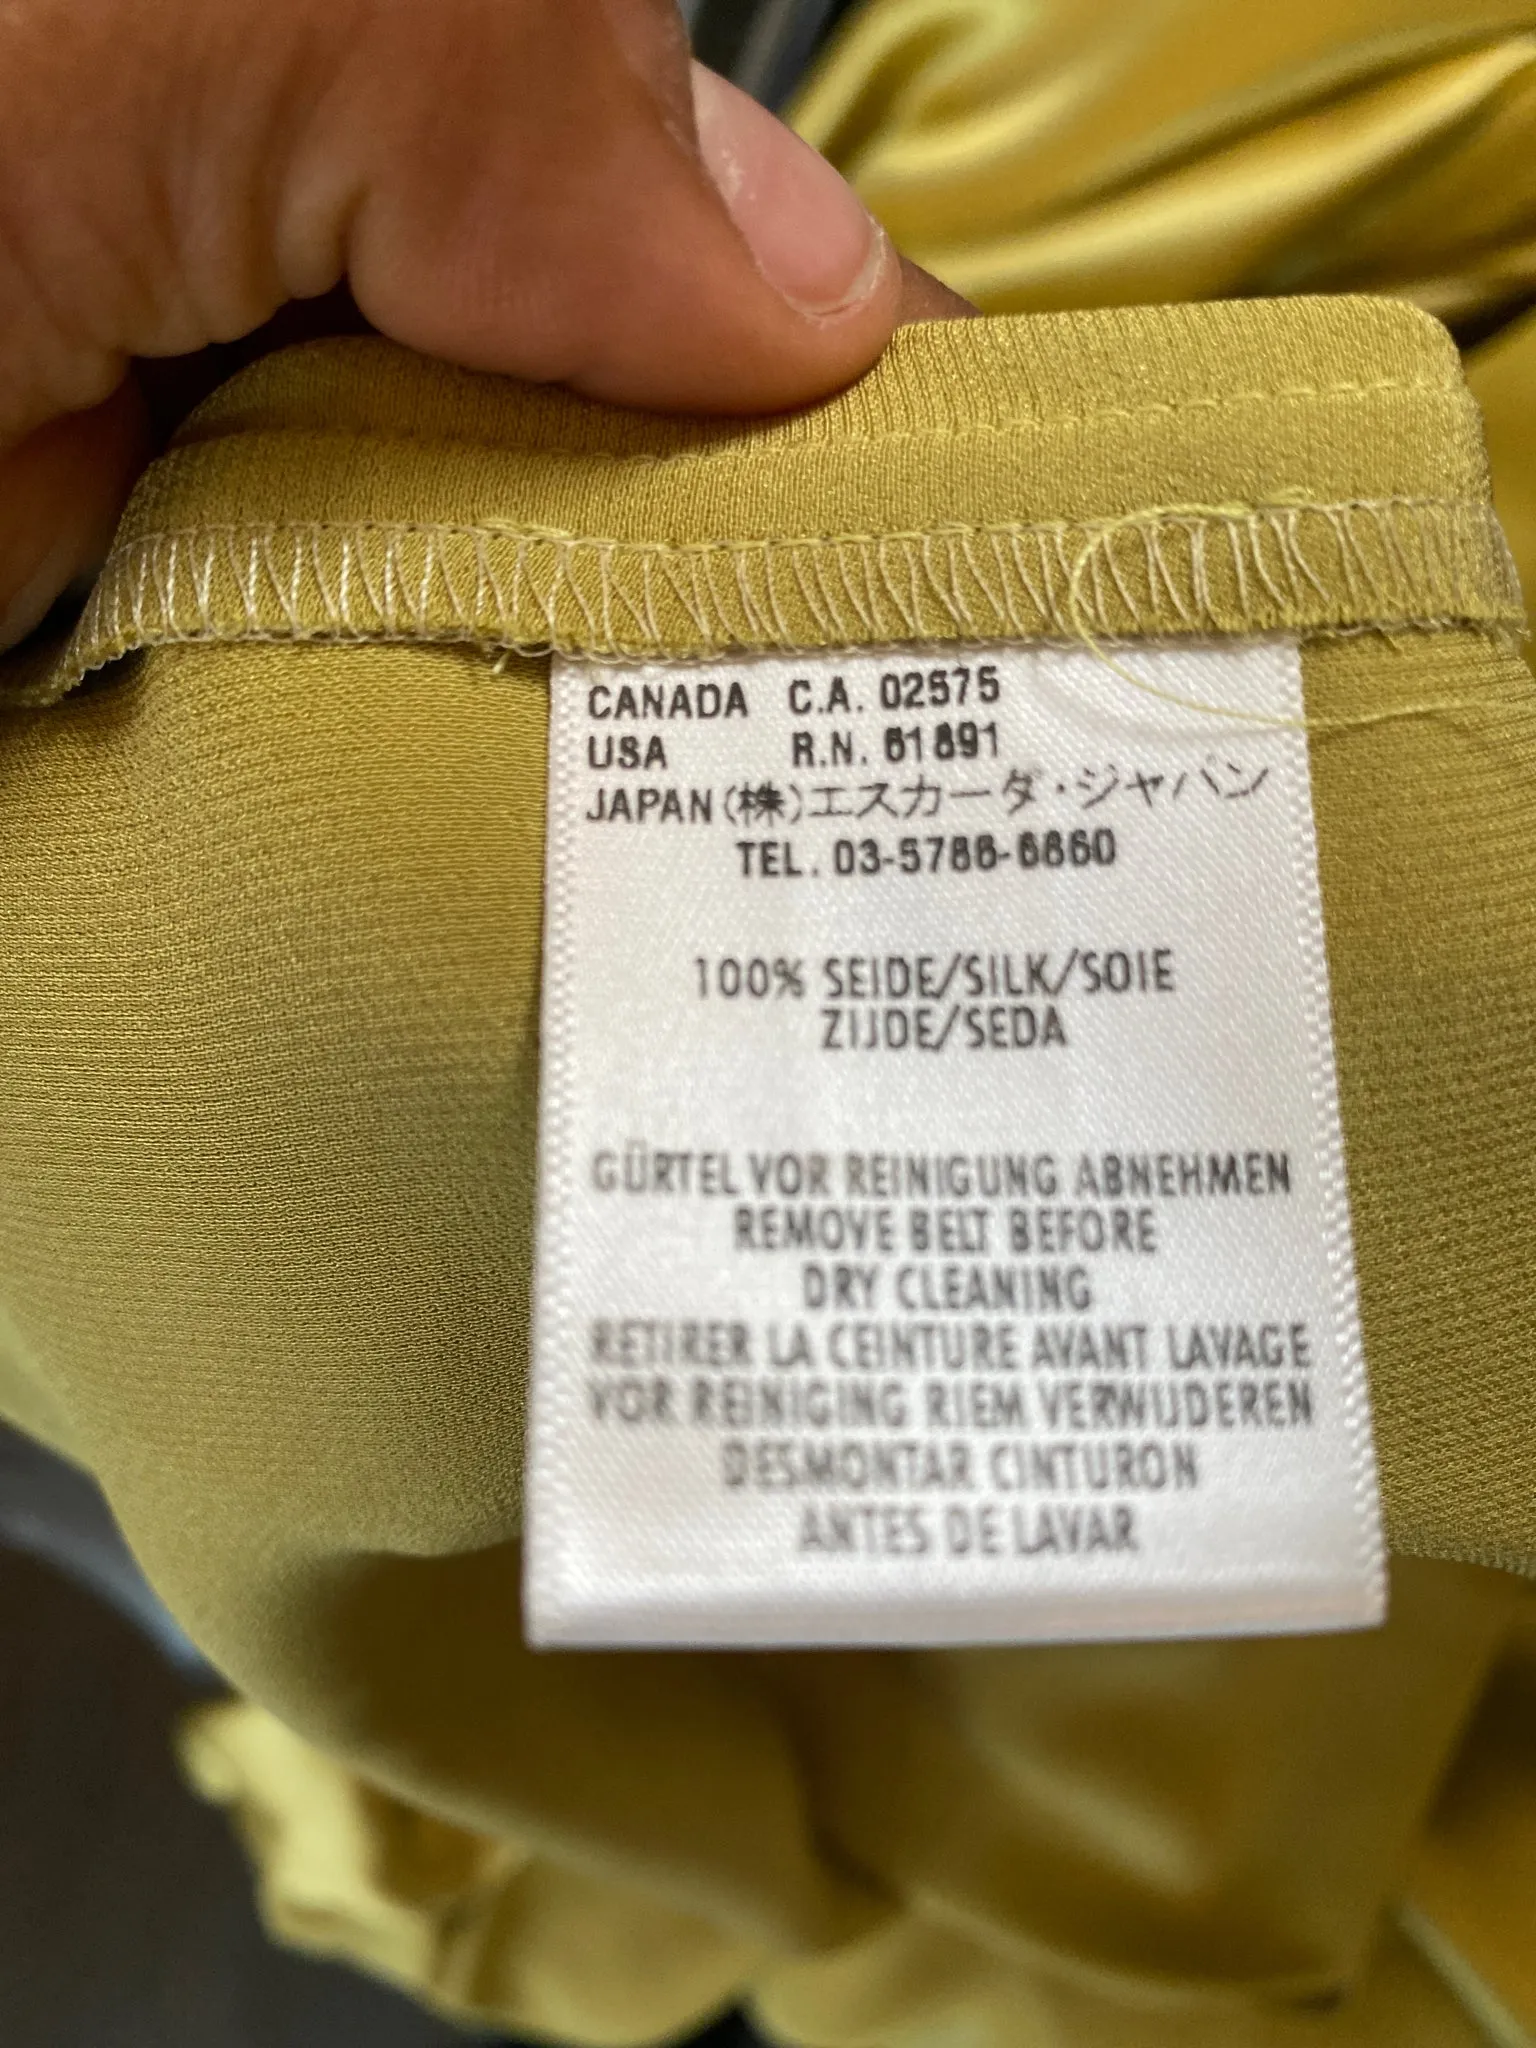 CANADA C.A. 02575
USA R.N. 61891
JAPAN (株)エスカーダ・ジャパン
TEL. 03-5786-6860
100% SEIDE/SILK/SOIE
ZIJDE/SEDA
GÜRTEL VOR REINIGUNG ABNEHMEN
REMOVE BELT BEFORE
DRY CLEANING
RETIRER LA CEINTURE AVANT LAVAGE
VOR REINIGING RIEM VERWIJDEREN
DESMONTAR CINTURON
ANTES DE LAVAR